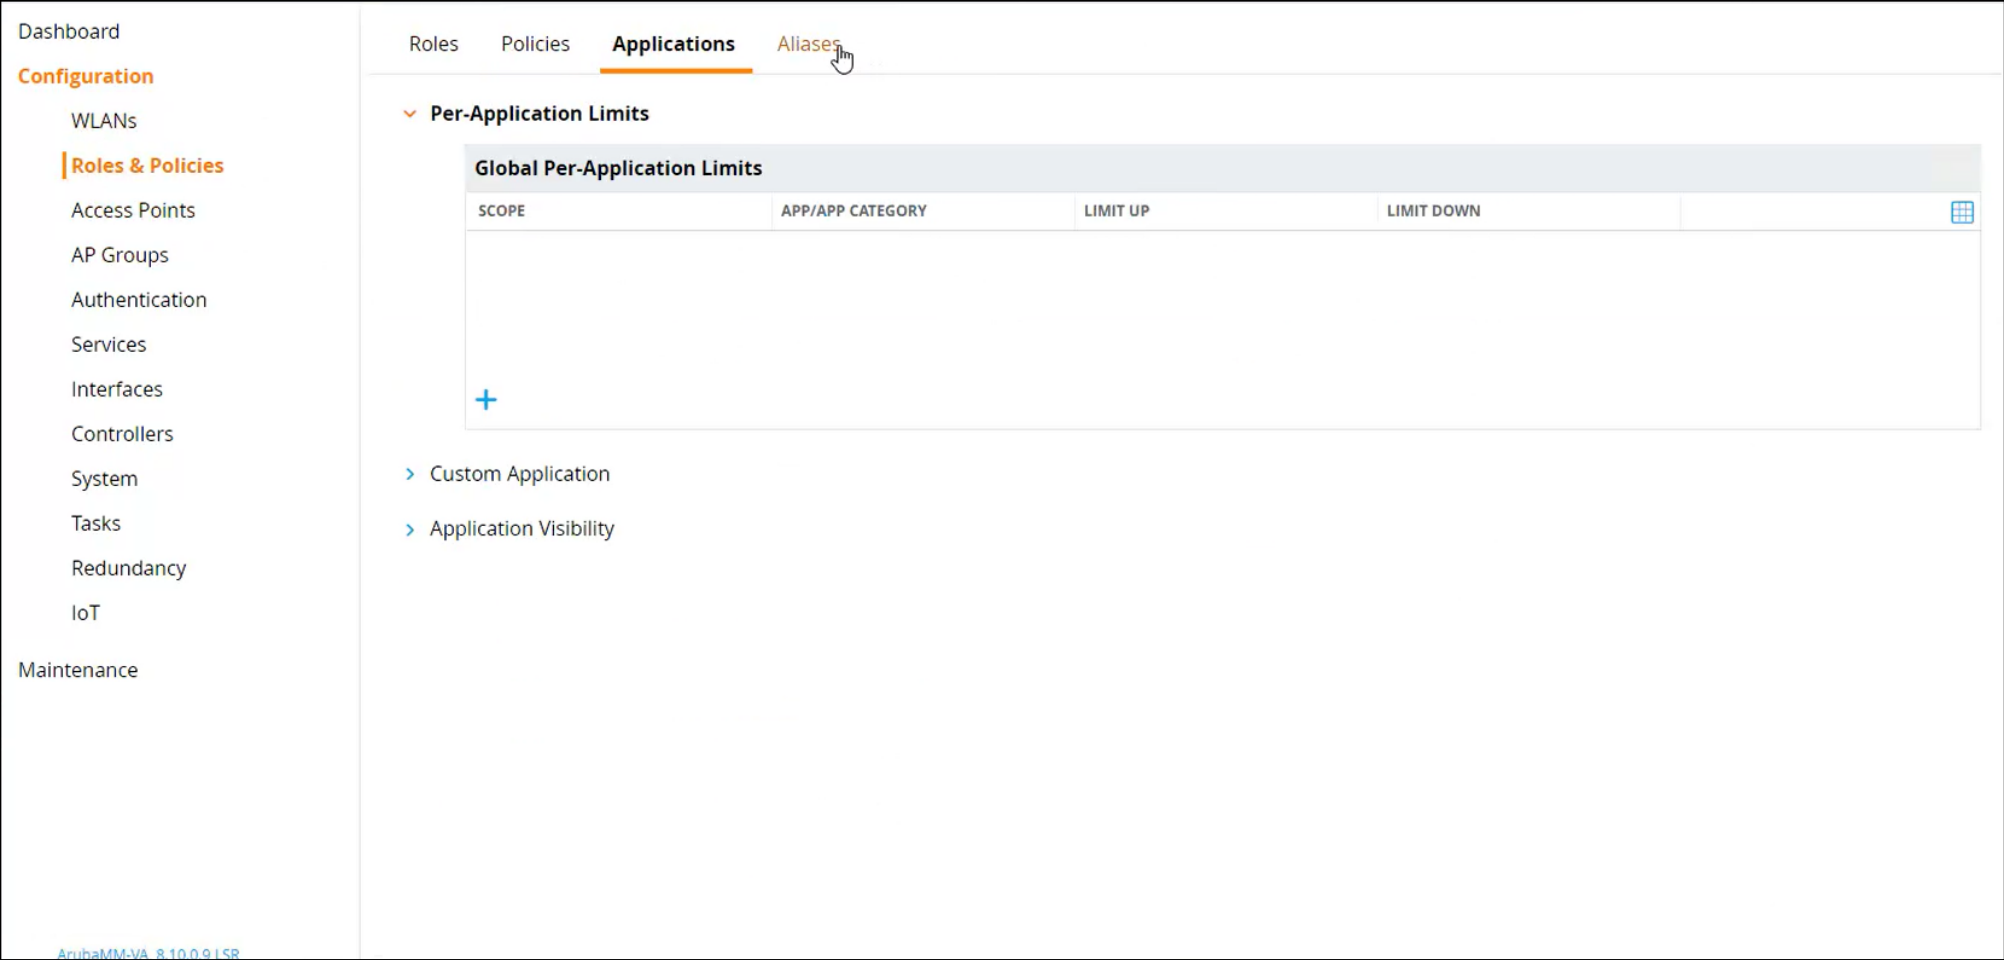 Dashboard
Configuration
WLANs
Roles & Policies
Access Points
AP Groups
Authentication
Services
Interfaces
Controllers
System
Tasks
Redundancy
IoT
Maintenance
ArubaMM-VA, 8.10.0.9 LSR
Roles Policies Applications Aliases
Per-Application Limits
Global Per-Application Limits
SCOPE APP/APP CATEGORY LIMIT UP LIMIT DOWN
Custom Application
Application Visibility